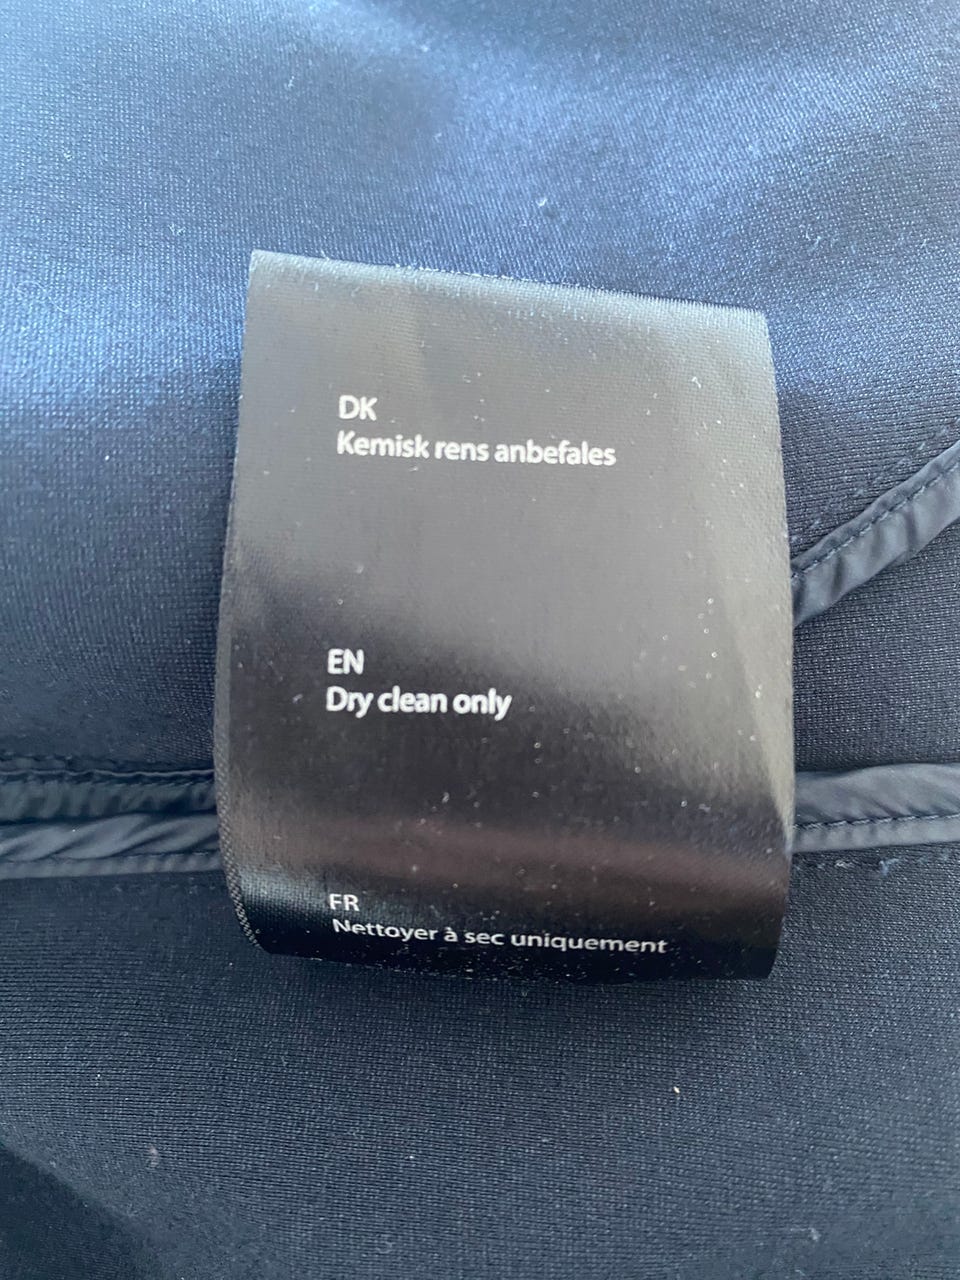 DK
Kemisk rens anbefales
EN
Dry clean only
FR
Nettoyer à sec uniquement